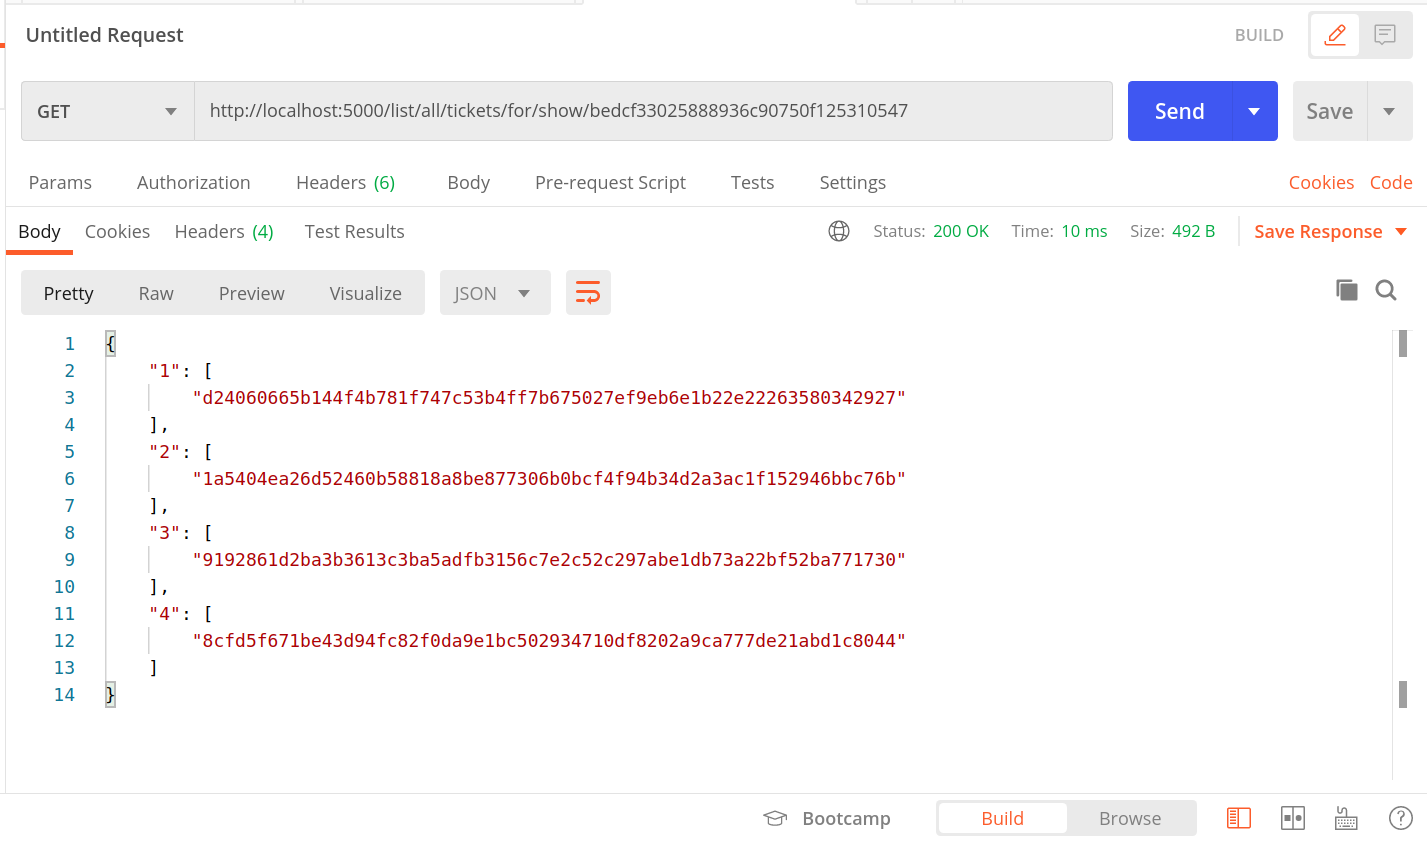 Untitled Request BUILD
GET http://localhost:5000/list/all/tickets/for/show/bedcf33025888936c90750f125310547 Send Save
Params Authorization Headers (6) Body Pre-request Script Tests Settings Cookies Code
Body Cookies Headers (4) Test Results Status: 200 OK Time: 10 ms Size: 492 B Save Response
Pretty Raw Preview Visualize JSON
1 {
2 "1": [
3 "d24060665b144f4b781f747c53b4ff7b675027ef9eb6e1b22e22263580342927"
4 ],
5 "2": [
6 "1a5404ea26d52460b58818a8be877306b0bcf4f94b34d2a3ac1f152946bbc76b"
7 ],
8 "3": [
9 "9192861d2ba3b3613c3ba5adfb3156c7e2c52c297abe1db73a22bf52ba771730"
10 ],
11 "4": [
12 "8cfd5f671be43d94fc82f0da9e1bc502934710df8202a9ca777de21abd1c8044"
13 ]
14 }
Bootcamp Build Browse ?